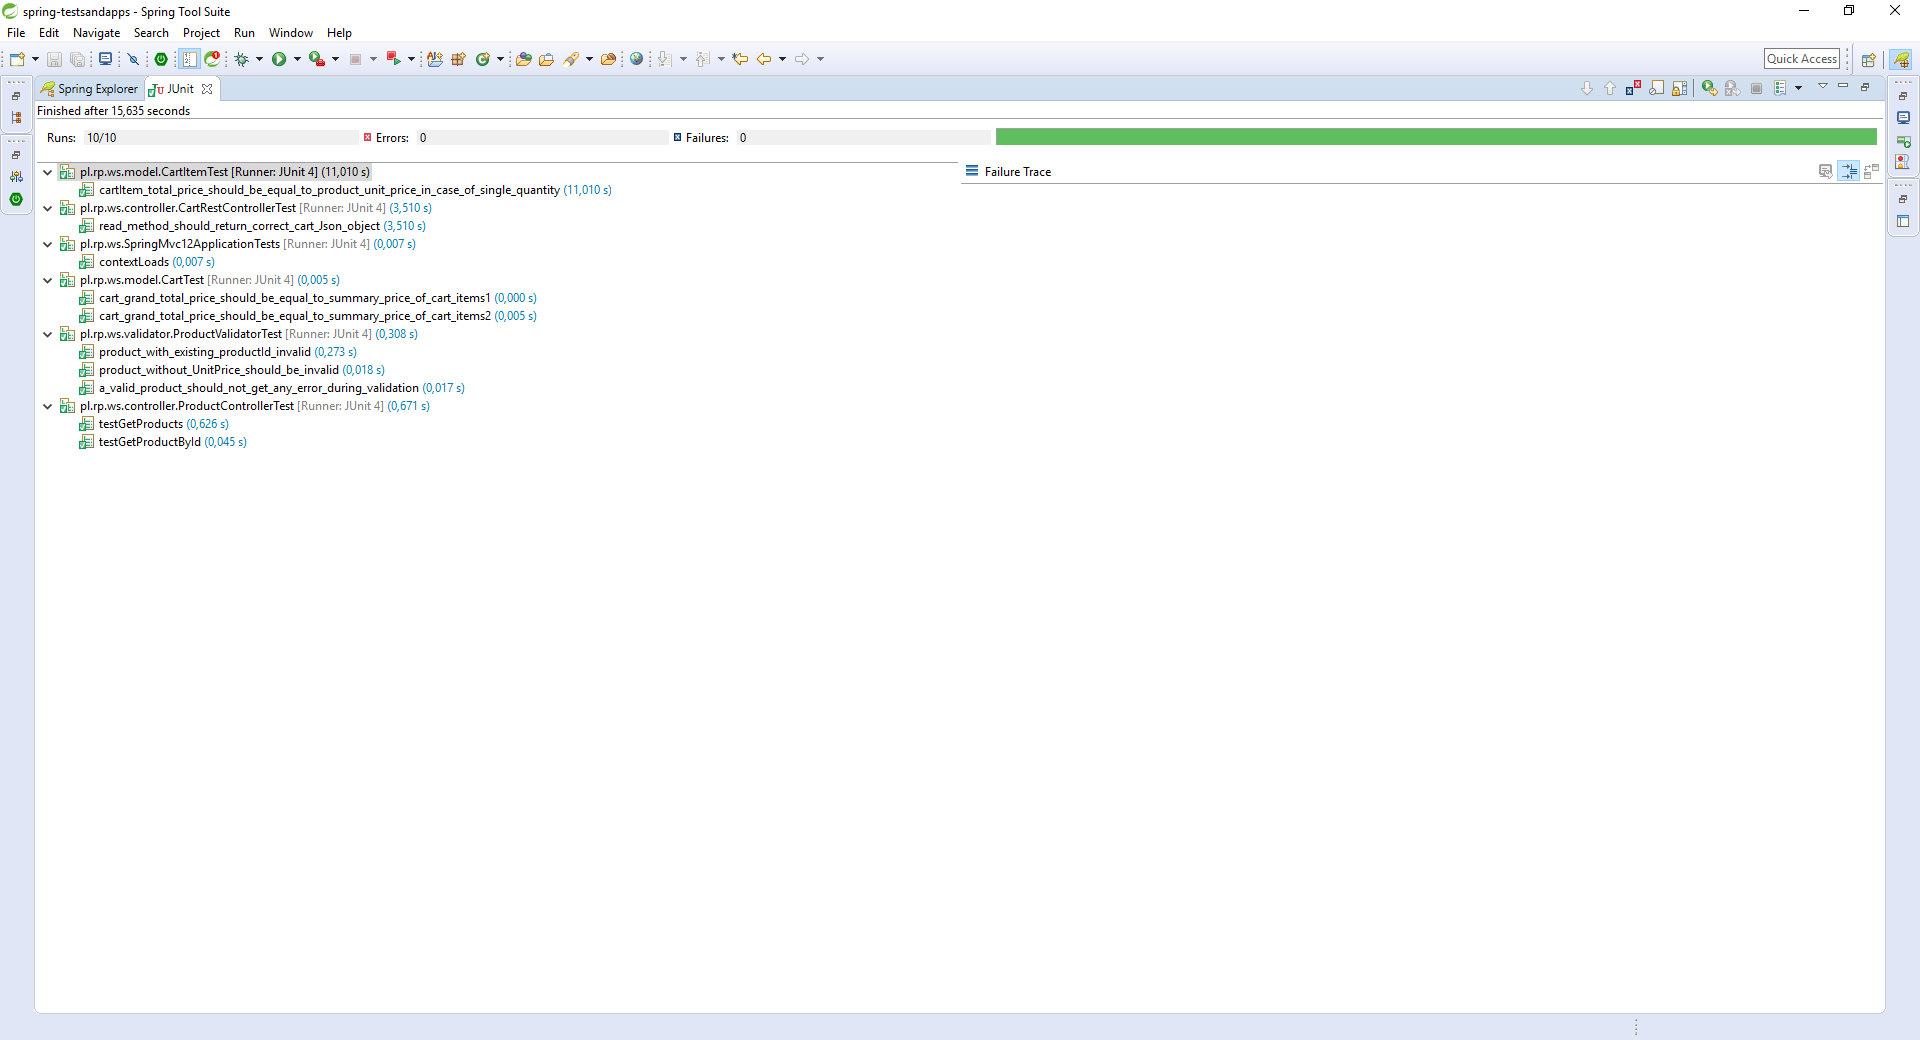 spring-testsandapps - Spring Tool Suite
File Edit Navigate Search Project Run Window Help
Quick Access
Spring Explorer JUnit
Finished after 15,635 seconds
Runs: 10/10 Errors: 0 Failures: 0
pl.rp.ws.model.CartItemTest [Runner: JUnit 4] (11,010 s)
Failure Trace
cartItem_total_price_should_be_equal_to_product_unit_price_in_case_of_single_quantity (11,010 s)
pl.rp.ws.controller.CartRestControllerTest [Runner: JUnit 4] (3,510 s)
read_method_should_return_correct_cart_Json_object (3,510 s)
pl.rp.ws.SpringMvc12ApplicationTests [Runner: JUnit 4] (0,007 s)
contextLoads (0,007 s)
pl.rp.ws.model.CartTest [Runner: JUnit 4] (0,005 s)
cart_grand_total_price_should_be_equal_to_summary_price_of_cart_items1 (0,000 s)
cart_grand_total_price_should_be_equal_to_summary_price_of_cart_items2 (0,005 s)
pl.rp.ws.validator.ProductValidatorTest [Runner: JUnit 4] (0,308 s)
product_with_existing_productId_invalid (0,273 s)
product_without_UnitPrice_should_be_invalid (0,018 s)
a_valid_product_should_not_get_any_error_during_validation (0,017 s)
pl.rp.ws.controller.ProductControllerTest [Runner: JUnit 4] (0,671 s)
testGetProducts (0,626 s)
testGetProductById (0,045 s)